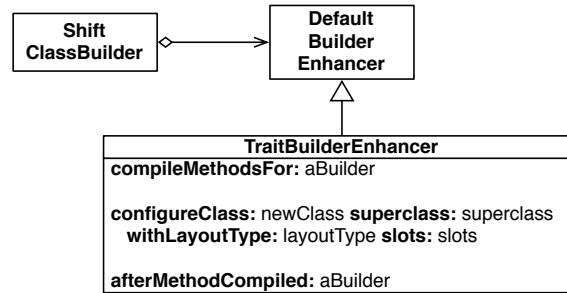 Shift
ClassBuilder
Default
Builder
Enhancer
TraitBuilderEnhancer
compileMethodsFor: aBuilder
configureClass: newClass superclass: superclass
withLayoutType: layoutType slots: slots
afterMethodCompiled: aBuilder